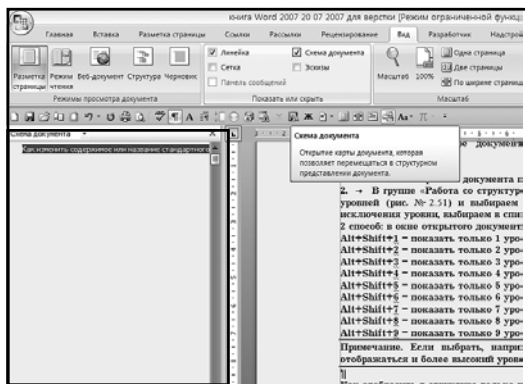 книга Word 2007 20 07 2007 для верстки [Режим ограниченной функц
Главная Вставка Разметка страницы Ссылки Рассылки Рецензирование Вид Разработчик Надстрой
Разметка страницы
Режим чтения
Веб-документ Структура Черновик
Режимы просмотра документа
Линейка
Сетка
Панель сообщений
Схема документа
Эскизы
Показать или скрыть
Масштаб 100%
Одна страница
Две страницы
По ширине страниц
Масштаб
Схема документа
Как изменить содержимое или название стандартного
Схема документа
Открытие карты документа, которая
позволяет перемещаться в структурном
представлении документа.
документ
документа п
2. → В группе «Работа со структур
уровней (рис. № 2.51) и выбираем
исключения уровни, выбираем в спи
2 способ: в окне открытого документ
Alt+Shift+1 – показать только 1 уро
Alt+Shift+2 – показать только 2 уро
Alt+Shift+3 – показать только 3 уро
Alt+Shift+4 – показать только 4 уро
Alt+Shift+5 – показать только 5 уро
Alt+Shift+6 – показать только 6 уро
Alt+Shift+7 – показать только 7 уро
Alt+Shift+8 – показать только 8 уро
Alt+Shift+9 – показать только 9 уро
Примечание. Если выбрать, напри
отображаться и более высокий уров